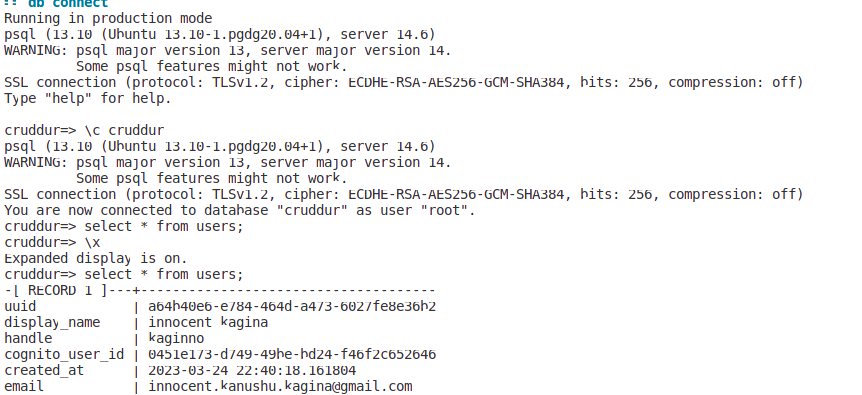 db connect
Running in production mode
psql (13.10 (Ubuntu 13.10-1.pgdg20.04+1), server 14.6)
WARNING: psql major version 13, server major version 14.
         Some psql features might not work.
SSL connection (protocol: TLSv1.2, cipher: ECDHE-RSA-AES256-GCM-SHA384, bits: 256, compression: off)
Type "help" for help.

cruddur=> \c cruddur
psql (13.10 (Ubuntu 13.10-1.pgdg20.04+1), server 14.6)
WARNING: psql major version 13, server major version 14.
         Some psql features might not work.
SSL connection (protocol: TLSv1.2, cipher: ECDHE-RSA-AES256-GCM-SHA384, bits: 256, compression: off)
You are now connected to database "cruddur" as user "root".
cruddur=> select * from users;
cruddur=> \x
Expanded display is on.
cruddur=> select * from users;
-[ RECORD 1 ]---+-------------------------------------
uuid            | a64b40e6-e784-464d-a473-6027fe8e36b2
display_name    | innocent kagina
handle          | kaginno
cognito_user_id | 0451e173-d749-49be-bd24-f46f2c652646
created_at      | 2023-03-24 22:40:18.161804
email           | innocent.kanushu.kagina@gmail.com